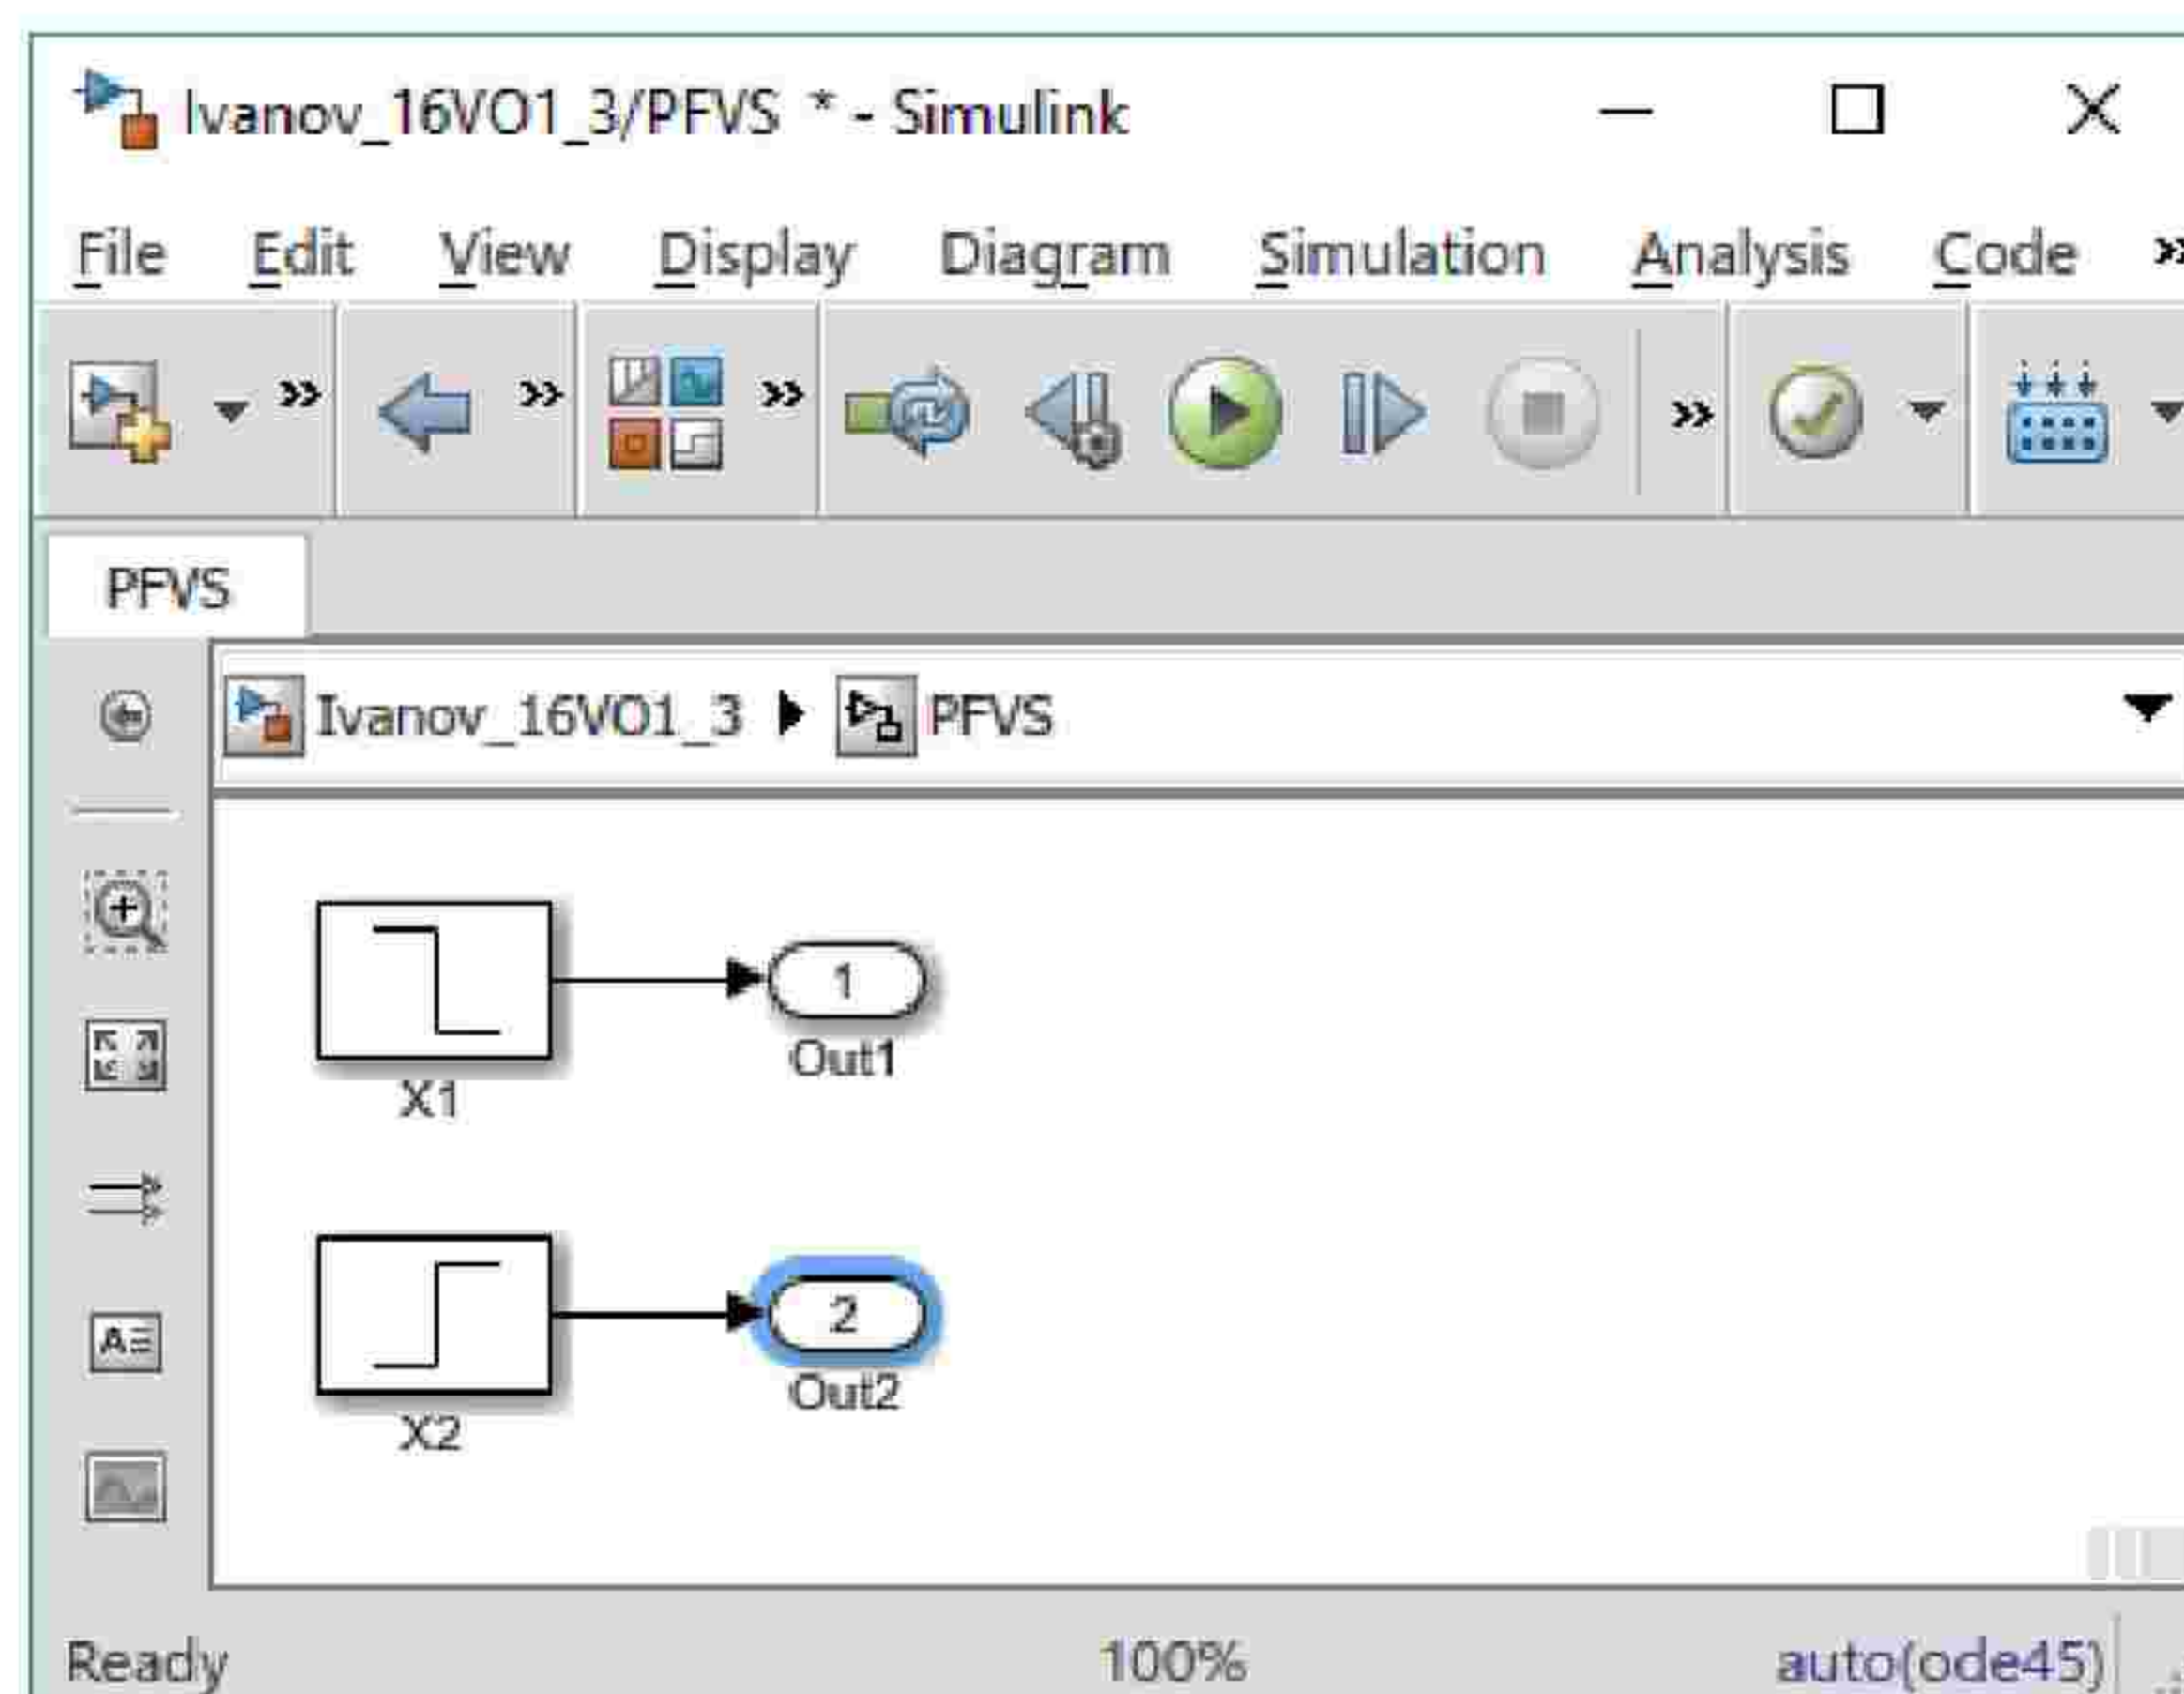 Ivanov_16VO1_3/PFVS * - Simulink
File Edit View Display Diagram Simulation Analysis Code »
PFVS
Ivanov_16VO1_3 PFVS
1
Out1
X1
2
Out2
X2
Ready 100% auto(ode45)